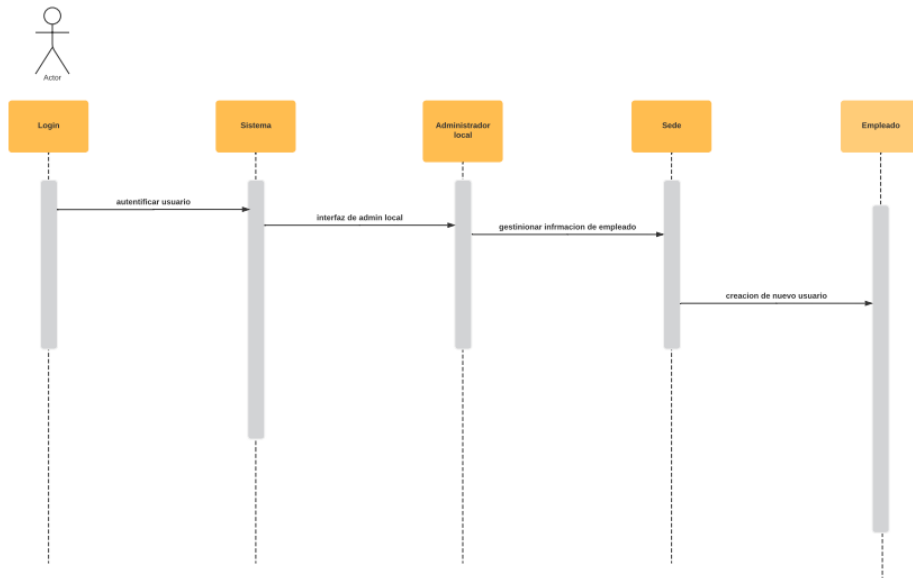 Actor
Login
Sistema
Administrador
local
Sede
Empleado
autentificar usuario
interfaz de admin local
gestinionar infrmacion de empleado
creacion de nuevo usuario